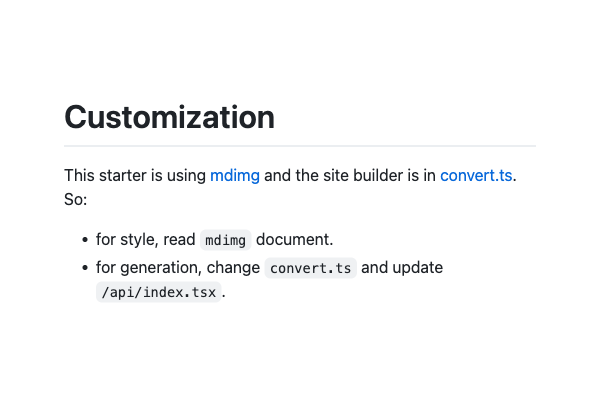 Customization
This starter is using mdimg and the site builder is in convert.ts.
So:
• for style, read mdimg document.
• for generation, change convert.ts and update
/api/index.tsx.